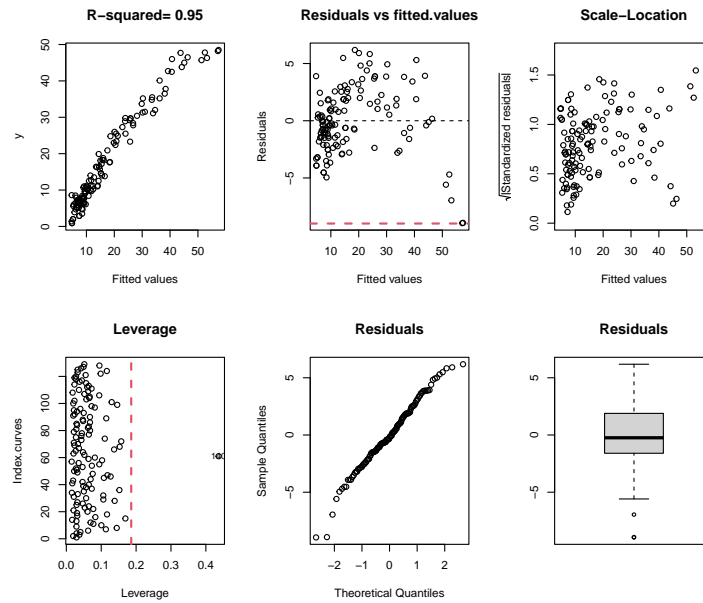 R−squared= 0.95
y
0 10 20 30 40 50
10 20 30 40 50
Fitted values
Residuals vs fitted.values
Residuals
−5 0 5
10 20 30 40 50
Fitted values
Scale−Location
√|Standardized residuals|
0.0 0.5 1.0 1.5
10 20 30 40 50
Fitted values
Leverage
Index.curves
0 20 40 60 80 100
0.0 0.1 0.2 0.3 0.4
Leverage
Residuals
Sample Quantiles
−5 0 5
−2 −1 0 1 2
Theoretical Quantiles
Residuals
−5 0 5